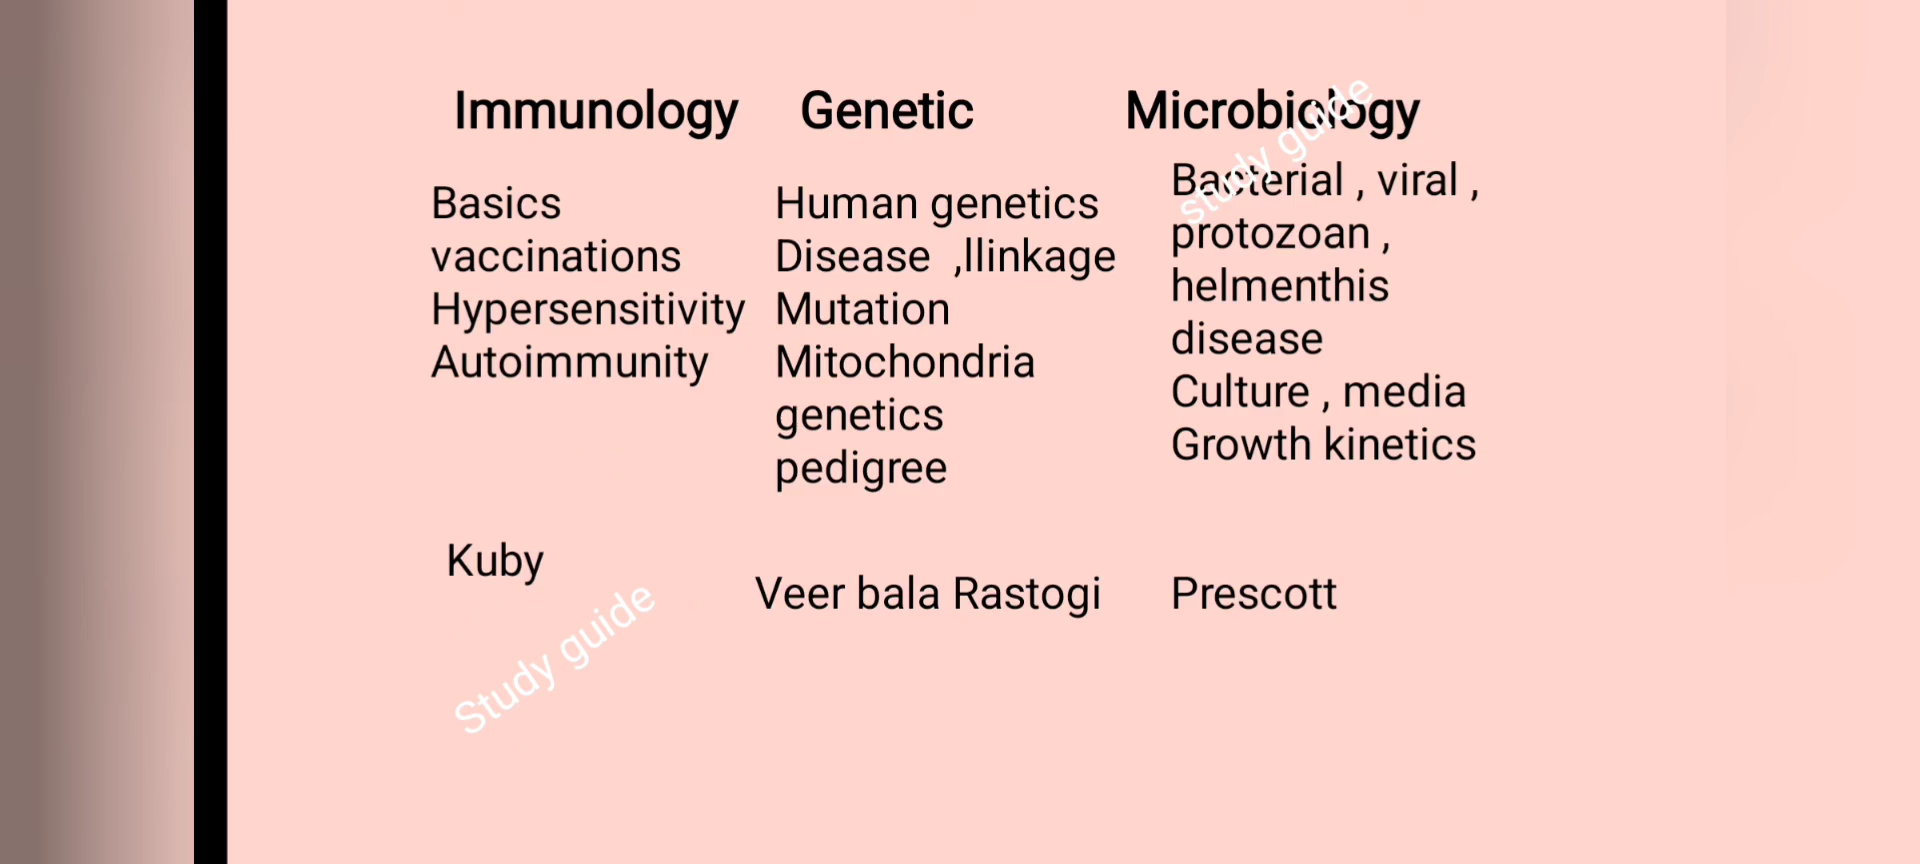 Immunology
Basics
vaccinations
Hypersensitivity
Autoimmunity
Kuby
Genetic
Human genetics
Disease ,llinkage
Mutation
Mitochondria
genetics
pedigree
Veer bala Rastogi
Microbiology
Bacterial , viral ,
protozoan ,
helmenthis
disease
Culture , media
Growth kinetics
Prescott
study guide
Study guide